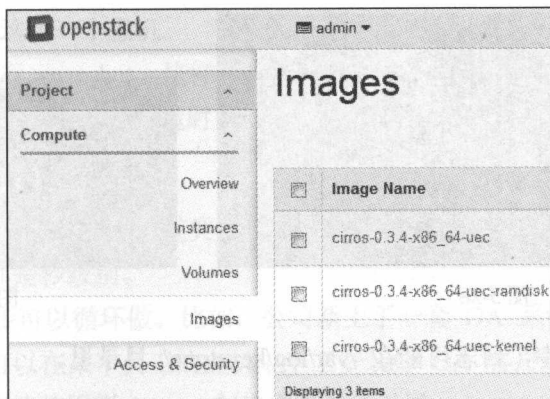 openstack
admin
Project
Compute
Overview
Instances
Volumes
Images
Access & Security
Images
Image Name
cirros-0.3.4-x86_64-uec
cirros-0.3.4-x86_64-uec-ramdisk
cirros-0.3.4-x86_64-uec-kernel
Displaying 3 items